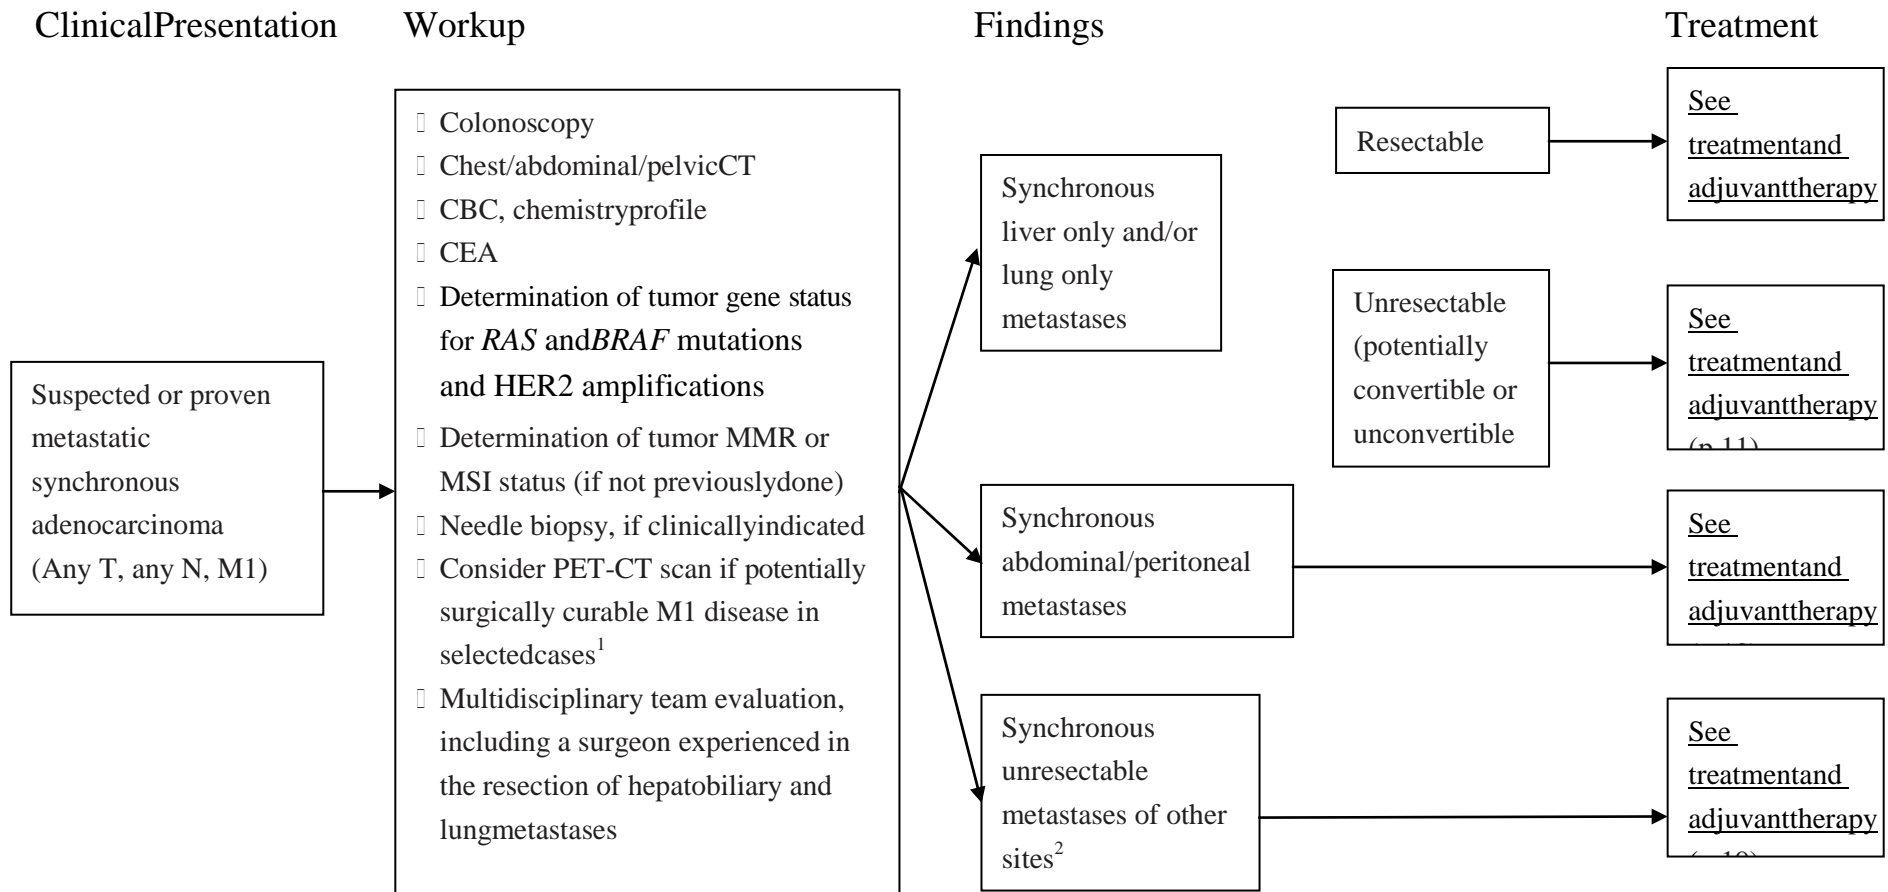 ClinicalPresentation
Workup
Findings
Treatment
Suspected or proven
metastatic
synchronous
adenocarcinoma
(Any T, any N, M1)
Colonoscopy
Chest/abdominal/pelvicCT
CBC, chemistryprofile
CEA
Determination of tumor gene status
for RAS andBRAF mutations
and HER2 amplifications
Determination of tumor MMR or
MSI status (if not previouslydone)
Needle biopsy, if clinicallyindicated
Consider PET-CT scan if potentially
surgically curable M1 disease in
selectedcases1
Multidisciplinary team evaluation,
including a surgeon experienced in
the resection of hepatobiliary and
lungmetastases
Synchronous
liver only and/or
lung only
metastases
Resectable
See
treatmentand
adjuvanttherapy
Unresectable
(potentially
convertible or
unconvertible
See
treatmentand
adjuvanttherapy
(p.11)
Synchronous
abdominal/peritoneal
metastases
See
treatmentand
adjuvanttherapy
Synchronous
unresectable
metastases of other
sites2
See
treatmentand
adjuvanttherapy